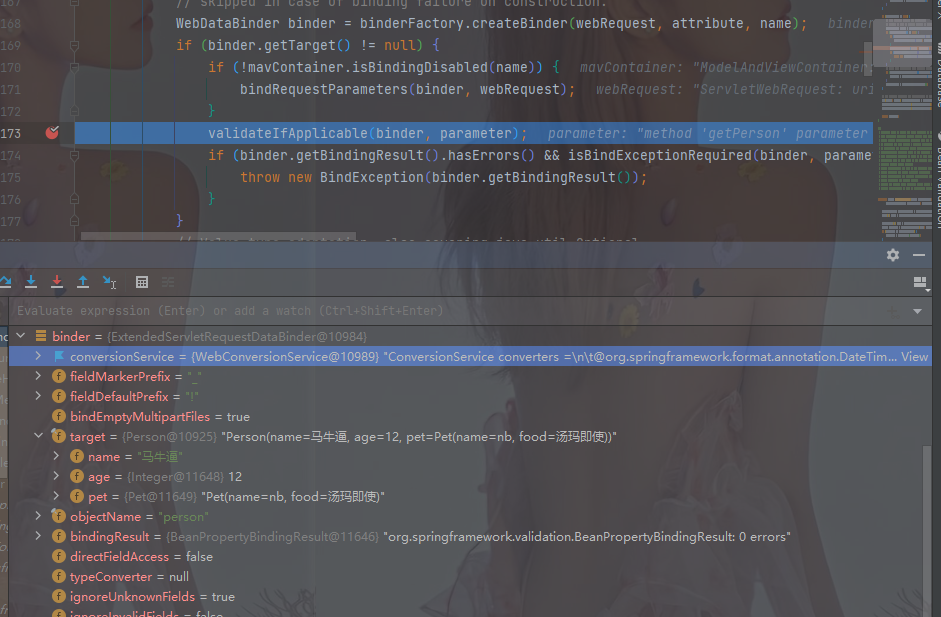 167 // skipped in case of binding failure on construction.
168 WebDataBinder binder = binderFactory.createBinder(webRequest, attribute, name); binder
169 if (binder.getTarget() != null) {
170 if (!mavContainer.isBindingDisabled(name)) { mavContainer: "ModelAndViewContainer
171 bindRequestParameters(binder, webRequest); webRequest: "ServletWebRequest: uri
172 }
173 validateIfApplicable(binder, parameter); parameter: "method 'getPerson' parameter
174 if (binder.getBindingResult().hasErrors() && isBindExceptionRequired(binder, parame
175 throw new BindException(binder.getBindingResult());
176 }
177 }
Evaluate expression (Enter) or add a watch (Ctrl+Shift+Enter)
binder = {ExtendedServletRequestDataBinder@10984}
conversionService = {WebConversionService@10989} "ConversionService converters =\n\t@org.springframework.format.annotation.DateTim... View
fieldMarkerPrefix = "_"
fieldDefaultPrefix = "!"
bindEmptyMultipartFiles = true
target = {Person@10925} "Person(name=马牛逼, age=12, pet=Pet(name=nb, food=汤玛即使))"
name = "马牛逼"
age = {Integer@11648} 12
pet = {Pet@11649} "Pet(name=nb, food=汤玛即使)"
objectName = "person"
bindingResult = {BeanPropertyBindingResult@11646} "org.springframework.validation.BeanPropertyBindingResult: 0 errors"
directFieldAccess = false
typeConverter = null
ignoreUnknownFields = true
ignoreInvalidFields = false